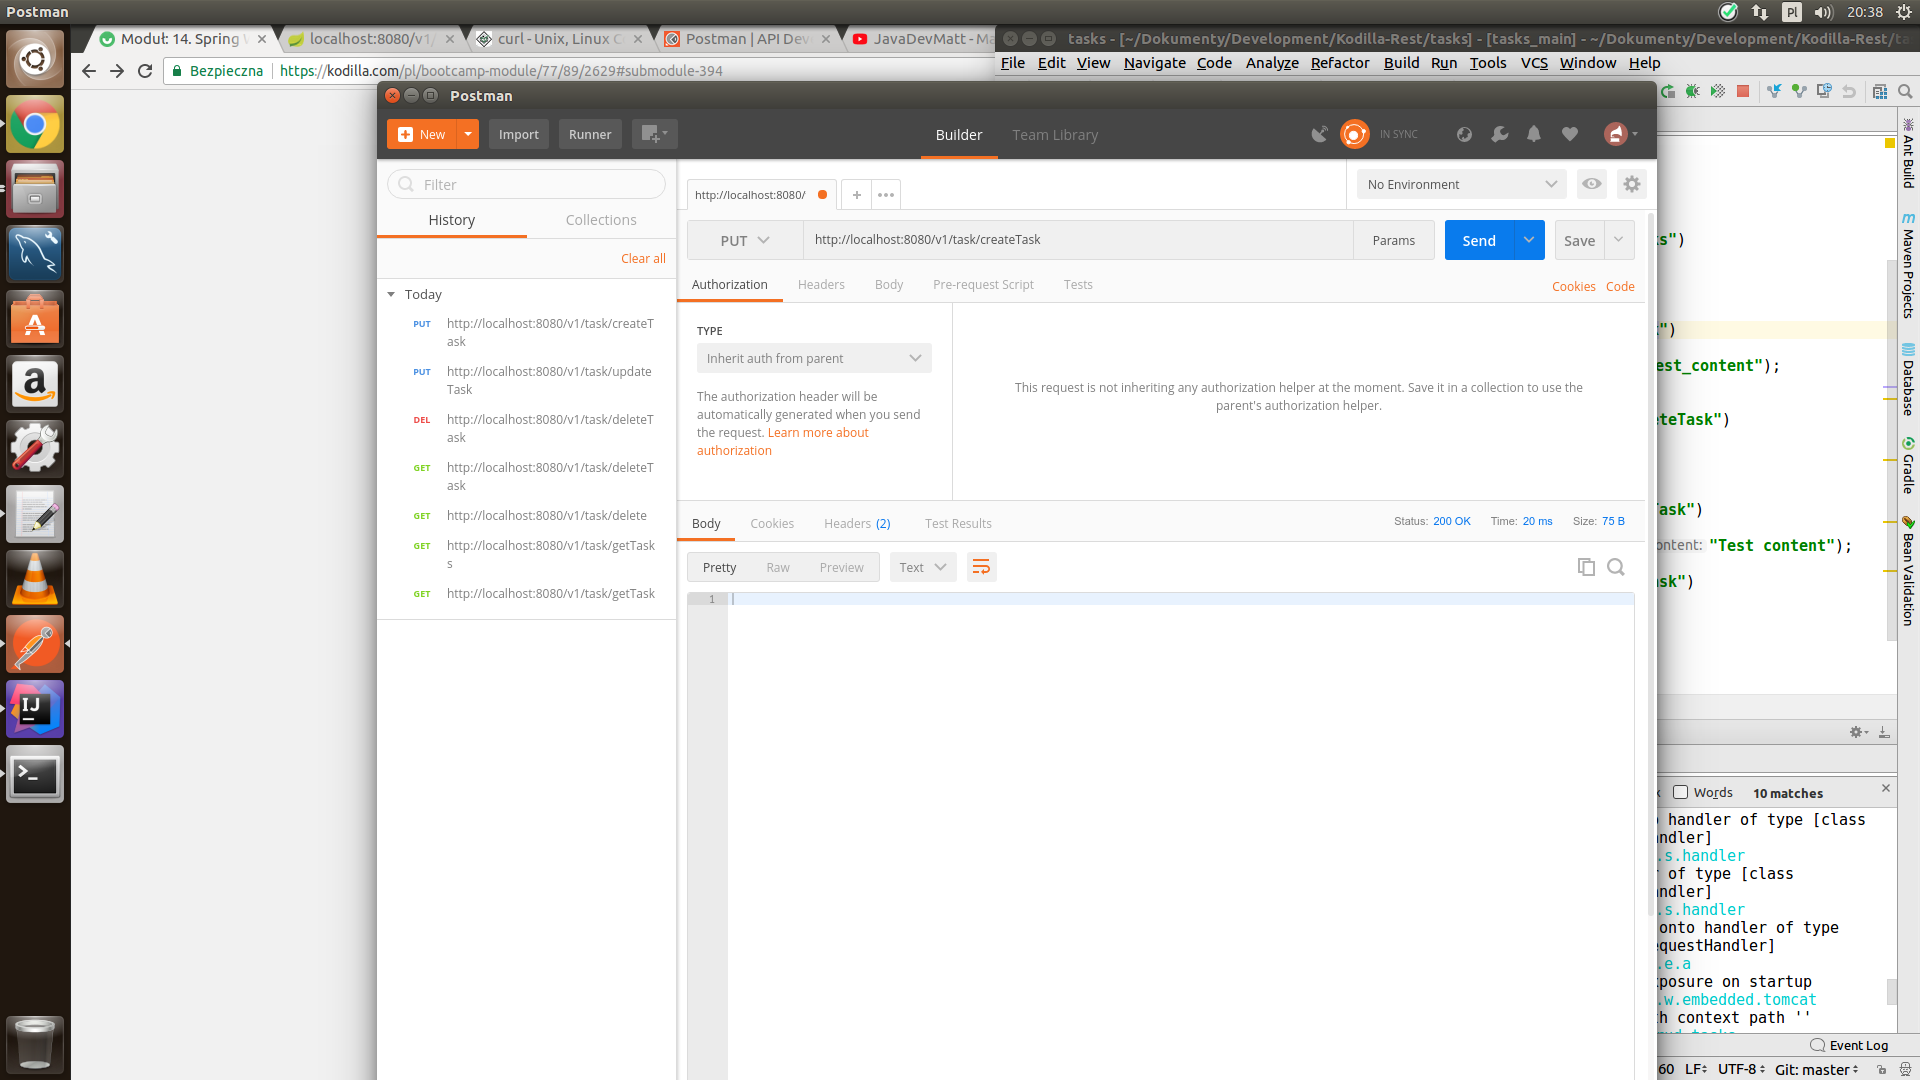 Postman
Pl
20:38
Moduł: 14. Spring
localhost:8080/v1/
curl - Unix, Linux
Postman | API De
JavaDevMatt - Ma
tasks - [~/Dokumenty/Development/Kodilla-Rest/tasks] - [tasks_main] - ~/Dokumenty/Development/Kodilla-Rest/ta
Bezpieczna
https://kodilla.com/pl/bootcamp-module/77/89/2629#submodule-394
File Edit View Navigate Code Analyze Refactor Build Run Tools VCS Window Help
Postman
New
Import
Runner
Builder
Team Library
IN SYNC
Filter
History
Collections
Clear all
Today
PUT http://localhost:8080/v1/task/createT
ask
PUT http://localhost:8080/v1/task/update
Task
DEL http://localhost:8080/v1/task/deleteT
ask
GET http://localhost:8080/v1/task/deleteT
ask
GET http://localhost:8080/v1/task/delete
GET http://localhost:8080/v1/task/getTask
s
GET http://localhost:8080/v1/task/getTask
http://localhost:8080/
+
No Environment
PUT
http://localhost:8080/v1/task/createTask
Params
Send
Save
Authorization
Headers
Body
Pre-request Script
Tests
Cookies
Code
TYPE
Inherit auth from parent
The authorization header will be
automatically generated when you send
the request. Learn more about
authorization
This request is not inheriting any authorization helper at the moment. Save it in a collection to use the
parent's authorization helper.
Body
Cookies
Headers (2)
Test Results
Status: 200 OK
Time: 20 ms
Size: 75 B
Pretty
Raw
Preview
Text
1
s")
")
est_content");
teTask")
ask")
ontent: "Test content");
sk")
Ant Build
Maven Projects
Database
Gradle
Bean Validation
Words
10 matches
handler of type [class
ndler]
.s.handler
of type [class
ndler]
.s.handler
onto handler of type
questHandler]
.e.a
posure on startup
.w.embedded.tomcat
h context path ''
Event Log
60 LF UTF-8 Git: master